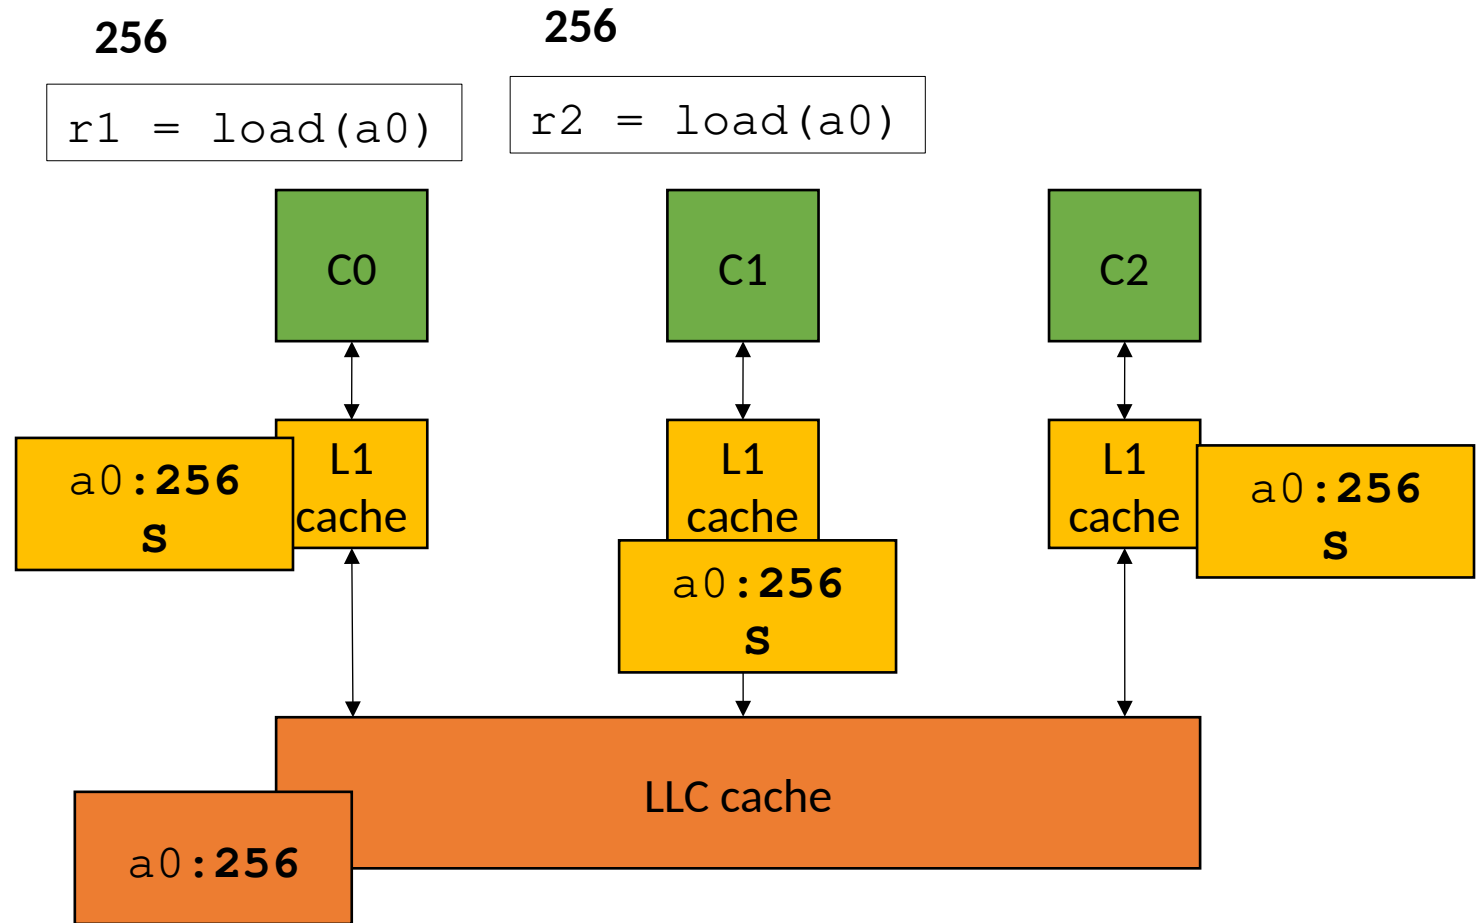 256
256
r1 = load(a0)
r2 = load(a0)
C0
C1
C2
L1
cache
L1
cache
L1
cache
a0:256
S
a0:256
S
a0:256
S
LLC cache
a0:256